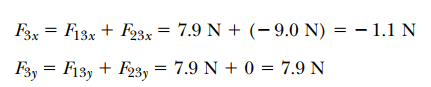 F₃ₓ = F₁₃ₓ + F₂₃ₓ = 7.9 N + (−9.0 N) = −1.1 N
F₃y = F₁₃y + F₂₃y = 7.9 N + 0 = 7.9 N